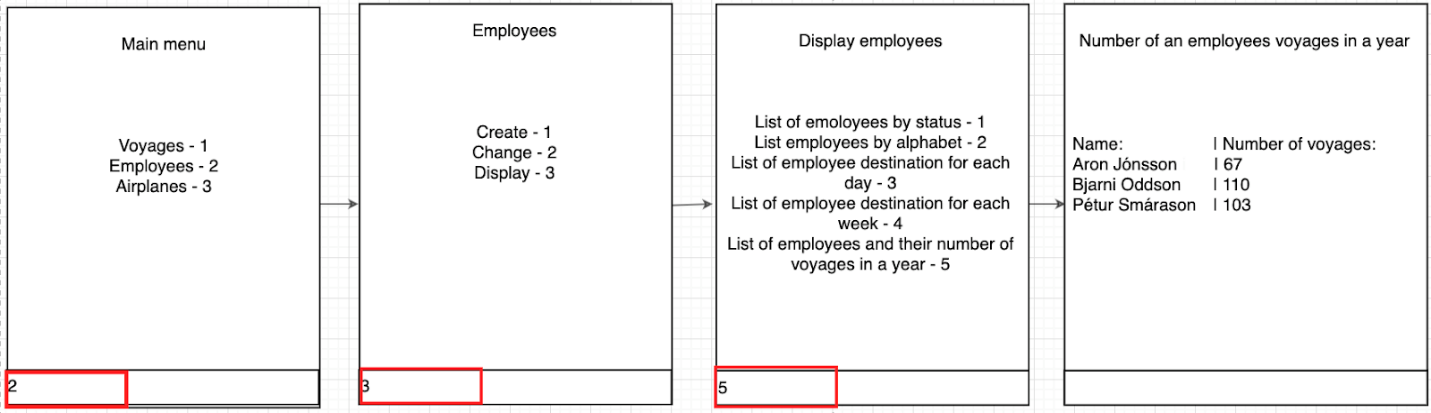 Main menu
Voyages - 1
Employees - 2
Airplanes - 3
2
Employees
Create - 1
Change - 2
Display - 3
3
Display employees
List of emoloyees by status - 1
List employees by alphabet - 2
List of employee destination for each
day - 3
List of employee destination for each
week - 4
List of employees and their number of
voyages in a year - 5
5
Number of an employees voyages in a year
Name: | Number of voyages:
Aron Jónsson | 67
Bjarni Oddson | 110
Pétur Smárason | 103